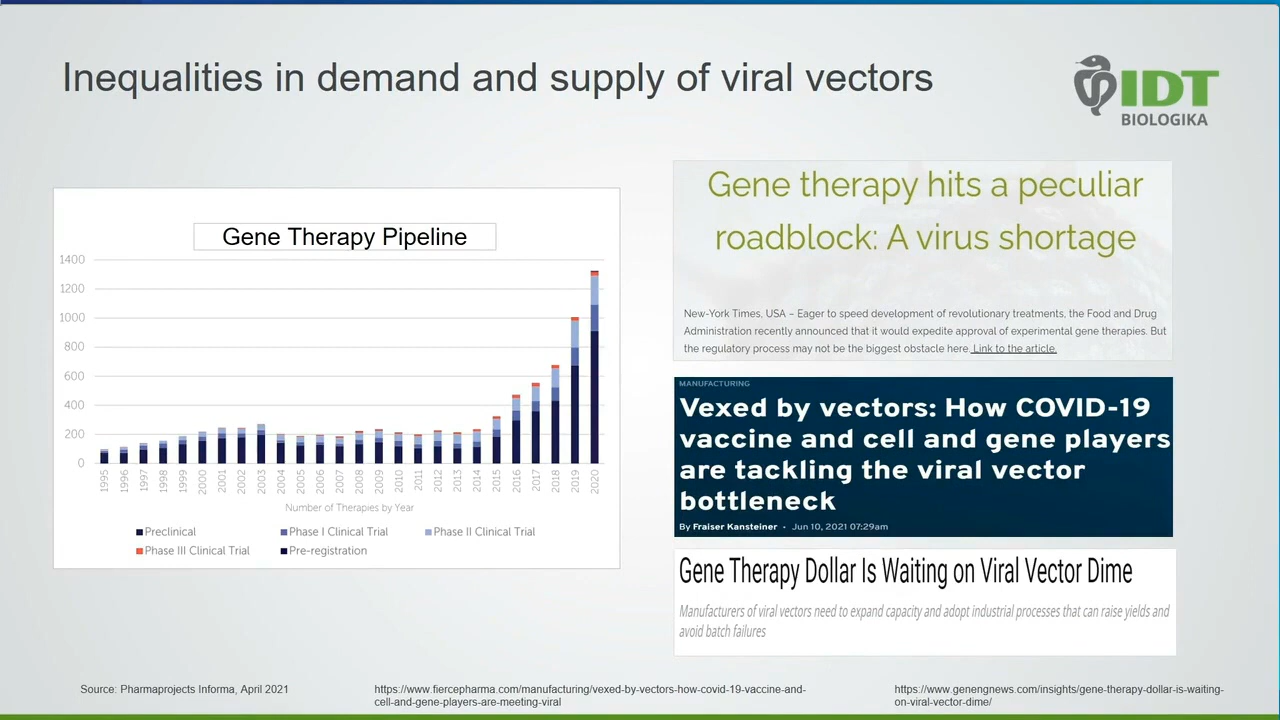 Inequalities in demand and supply of viral vectors
IDT
BIOLOGIKA
Gene Therapy Pipeline
1400
1200
1000
800
600
400
200
0
1995
1996
1997
1998
1999
2000
2001
2002
2003
2004
2005
2006
2007
2008
2009
2010
2011
2012
2013
2014
2015
2016
2017
2018
2019
2020
Number of Therapies by Year
Preclinical
Phase I Clinical Trial
Phase II Clinical Trial
Phase III Clinical Trial
Pre-registration
Gene therapy hits a peculiar
roadblock: A virus shortage
New-York Times, USA – Eager to speed development of revolutionary treatments, the Food and Drug
Administration recently announced that it would expedite approval of experimental gene therapies. But
the regulatory process may not be the biggest obstacle here. Link to the article.
MANUFACTURING
Vexed by vectors: How COVID-19
vaccine and cell and gene players
are tackling the viral vector
bottleneck
By Fraiser Kansteiner • Jun 10, 2021 07:29am
Gene Therapy Dollar Is Waiting on Viral Vector Dime
Manufacturers of viral vectors need to expand capacity and adopt industrial processes that can raise yields and
avoid batch failures
Source: Pharmaprojects Informa, April 2021
https://www.fiercepharma.com/manufacturing/vexed-by-vectors-how-covid-19-vaccine-and-
cell-and-gene-players-are-meeting-viral
https://www.genengnews.com/insights/gene-therapy-dollar-is-waiting-
on-viral-vector-dime/